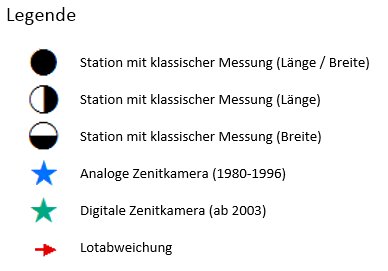 Legende
Station mit klassischer Messung (Länge / Breite)
Station mit klassischer Messung (Länge)
Station mit klassischer Messung (Breite)
Analoge Zenitkamera (1980-1996)
Digitale Zenitkamera (ab 2003)
Lotabweichung